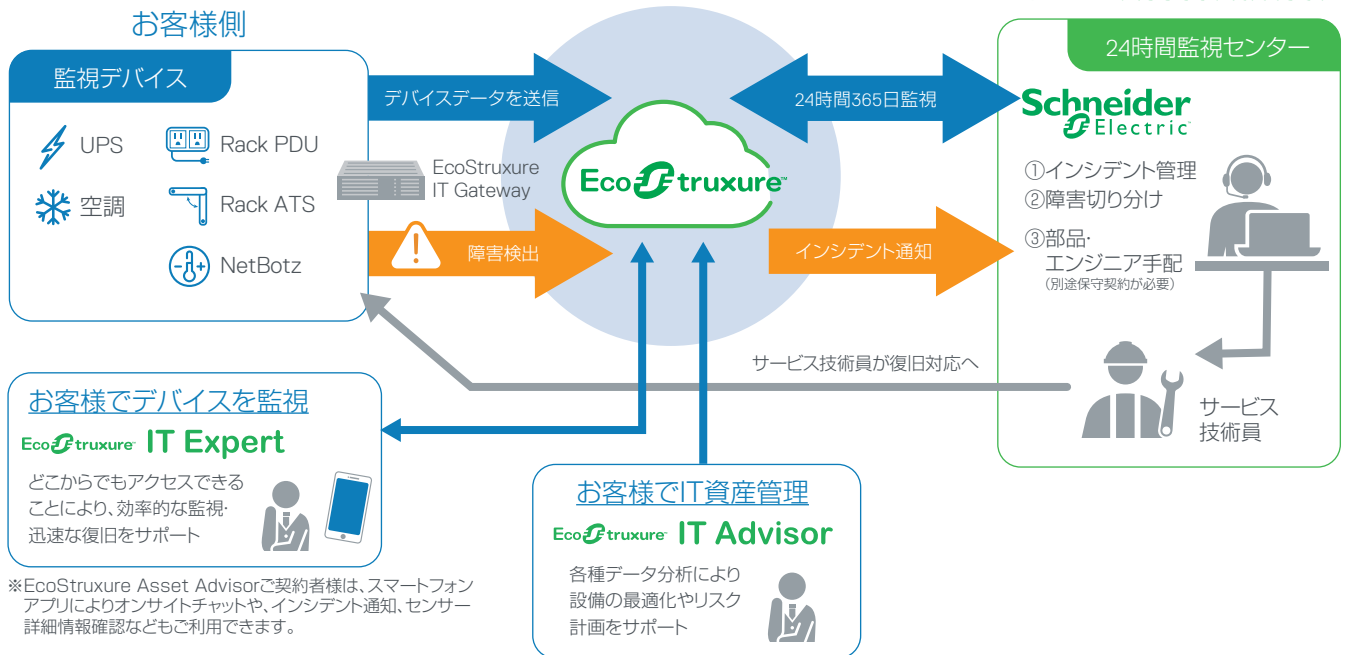 お客様側
監視デバイス
UPS
Rack PDU
空調
Rack ATS
NetBotz
デバイスデータを送信
EcoStruxure
IT Gateway
障害検出
EcoStruxure™
24時間365日監視
インシデント通知
24時間監視センター
Schneider
Electric™
①インシデント管理
②障害切り分け
③部品・
エンジニア手配
（別途保守契約が必要）
サービス技術員が復旧対応へ
サービス
技術員
お客様でデバイスを監視
EcoStruxure™ IT Expert
どこからでもアクセスできる
ことにより、効率的な監視・
迅速な復旧をサポート
※EcoStruxure Asset Advisorご契約者様は、スマートフォン
アプリによりオンサイトチャットや、インシデント通知、センサー
詳細情報確認などもご利用できます。
お客様でIT資産管理
EcoStruxure™ IT Advisor
各種データ分析により
設備の最適化やリスク
計画をサポート